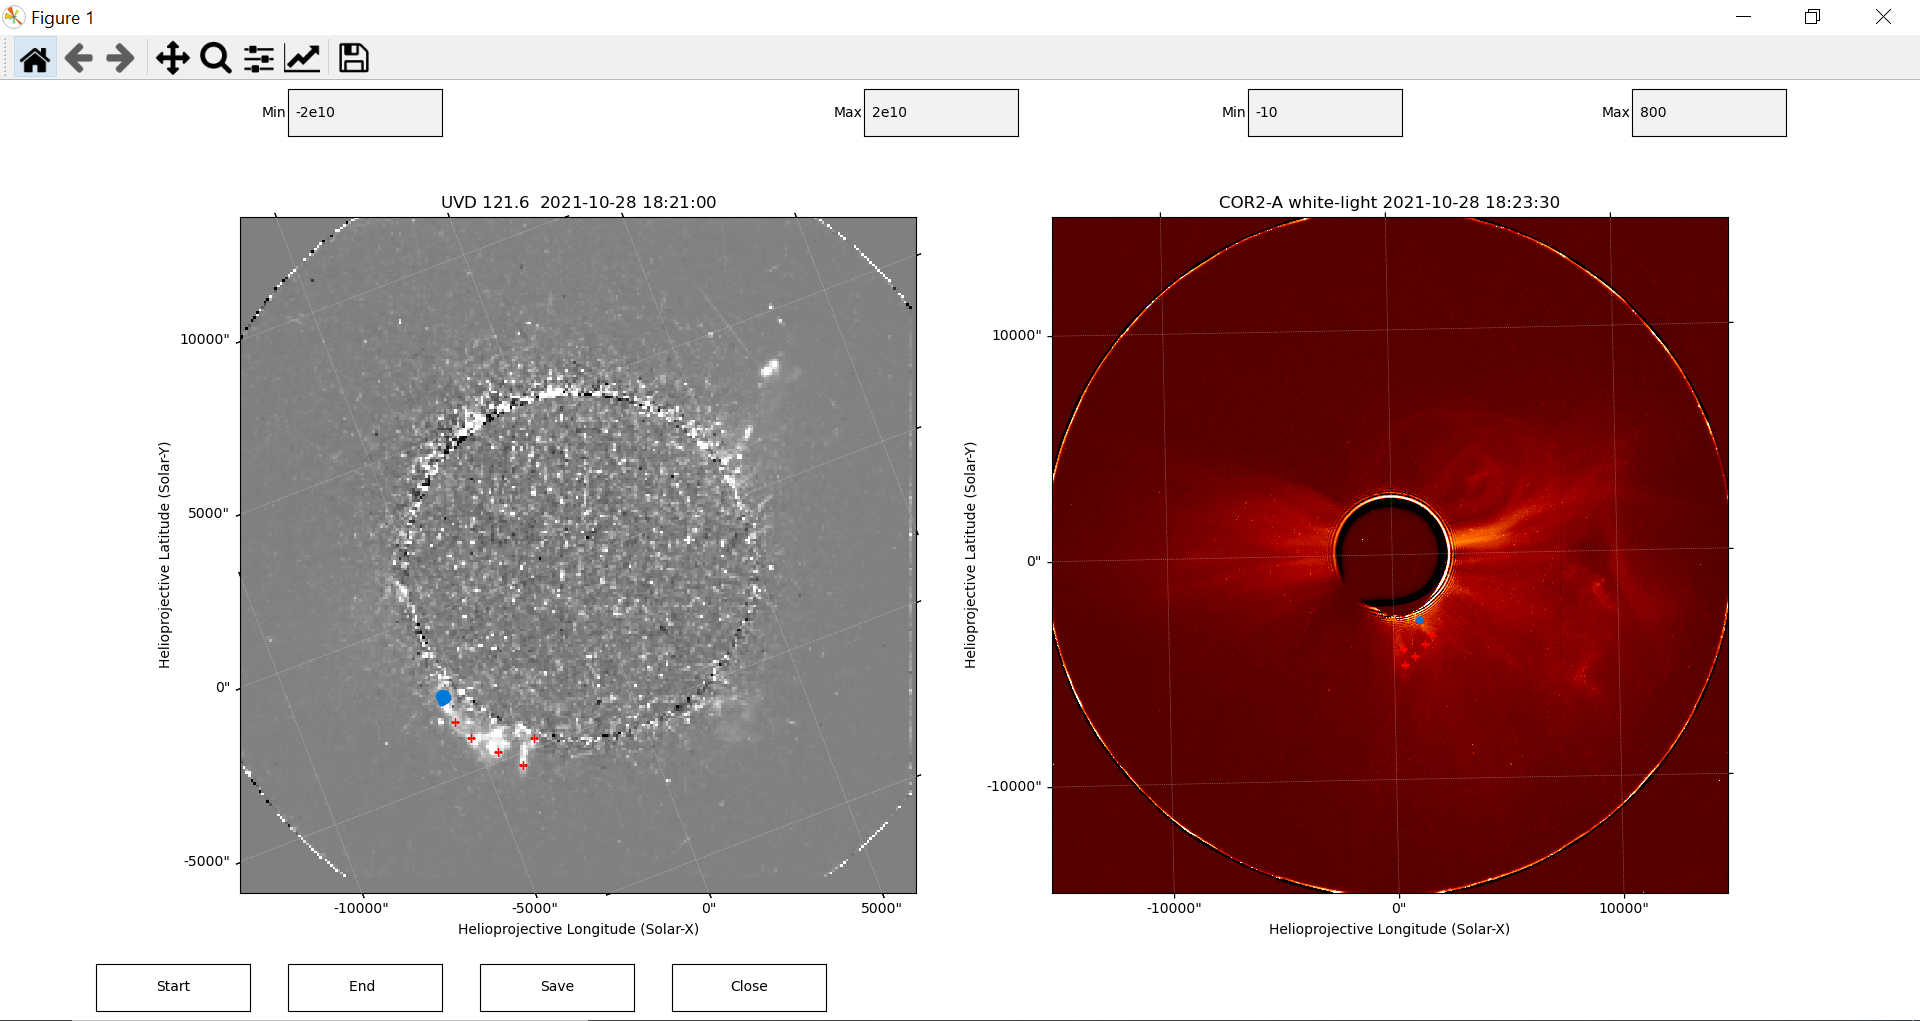 Figure 1
Min -2e10 Max 2e10 Min -10 Max 800
UVD 121.6  2021-10-28 18:21:00
COR2-A white-light 2021-10-28 18:23:30
Helioprojective Latitude (Solar-Y)
10000"
5000"
0"
-5000"
-10000" -5000" 0" 5000"
Helioprojective Longitude (Solar-X)
Helioprojective Latitude (Solar-Y)
10000"
0"
-10000"
-10000" 0" 10000"
Helioprojective Longitude (Solar-X)
Start End Save Close